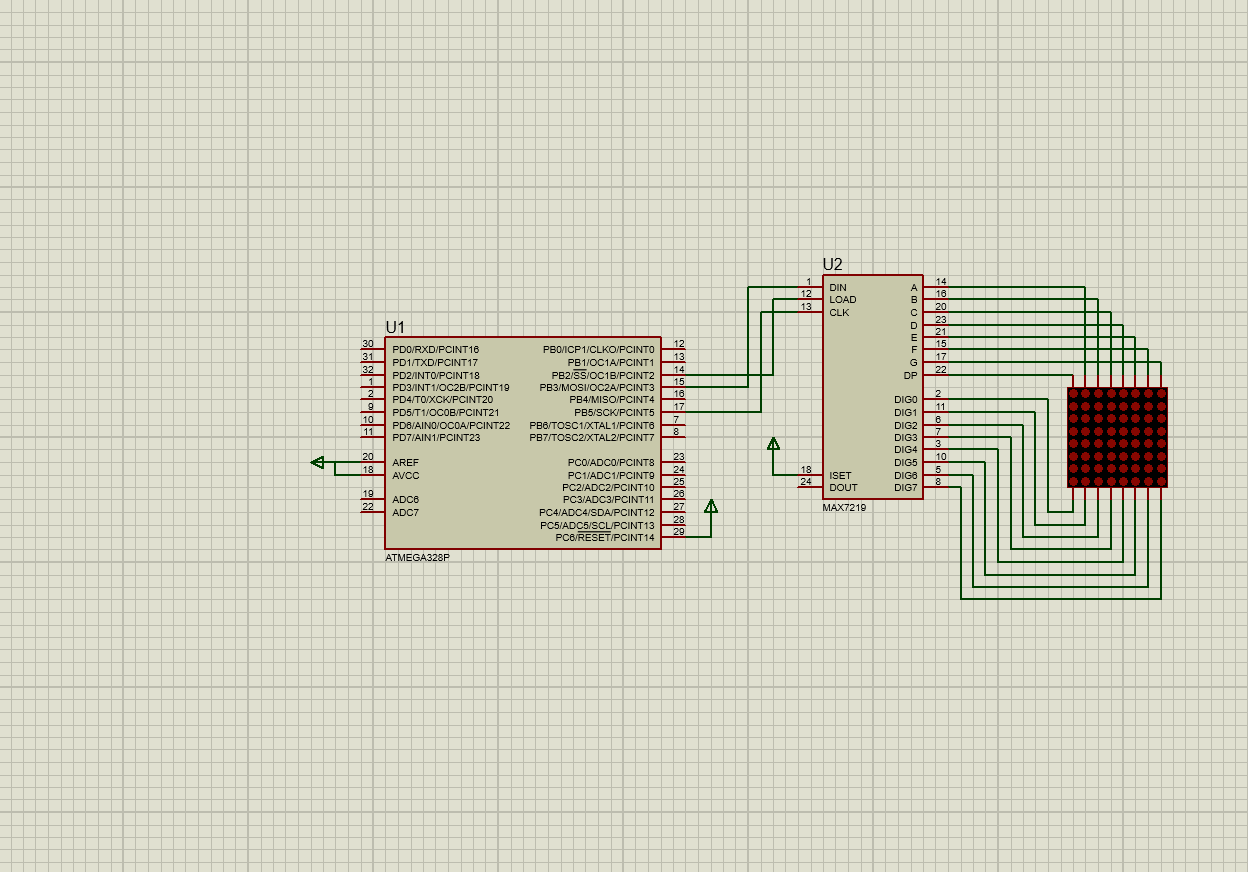 U1
30 PD0/RXD/PCINT16 PB0/ICP1/CLKO/PCINT0 12
31 PD1/TXD/PCINT17 PB1/OC1A/PCINT1 13
32 PD2/INT0/PCINT18 PB2/SS/OC1B/PCINT2 14
1 PD3/INT1/OC2B/PCINT19 PB3/MOSI/OC2A/PCINT3 15
2 PD4/T0/XCK/PCINT20 PB4/MISO/PCINT4 16
9 PD5/T1/OC0B/PCINT21 PB5/SCK/PCINT5 17
10 PD6/AIN0/OC0A/PCINT22 PB6/TOSC1/XTAL1/PCINT6 7
11 PD7/AIN1/PCINT23 PB7/TOSC2/XTAL2/PCINT7 8
20 AREF PC0/ADC0/PCINT8 23
18 AVCC PC1/ADC1/PCINT9 24
PC2/ADC2/PCINT10 25
19 ADC6 PC3/ADC3/PCINT11 26
22 ADC7 PC4/ADC4/SDA/PCINT12 27
PC5/ADC5/SCL/PCINT13 28
PC6/RESET/PCINT14 29
ATMEGA328P
U2
1 DIN A 14
12 LOAD B 16
13 CLK C 20
D 23
E 21
F 15
G 17
DP 22
DIG0 2
DIG1 11
DIG2 6
DIG3 7
DIG4 3
DIG5 10
18 ISET DIG6 5
24 DOUT DIG7 8
MAX7219